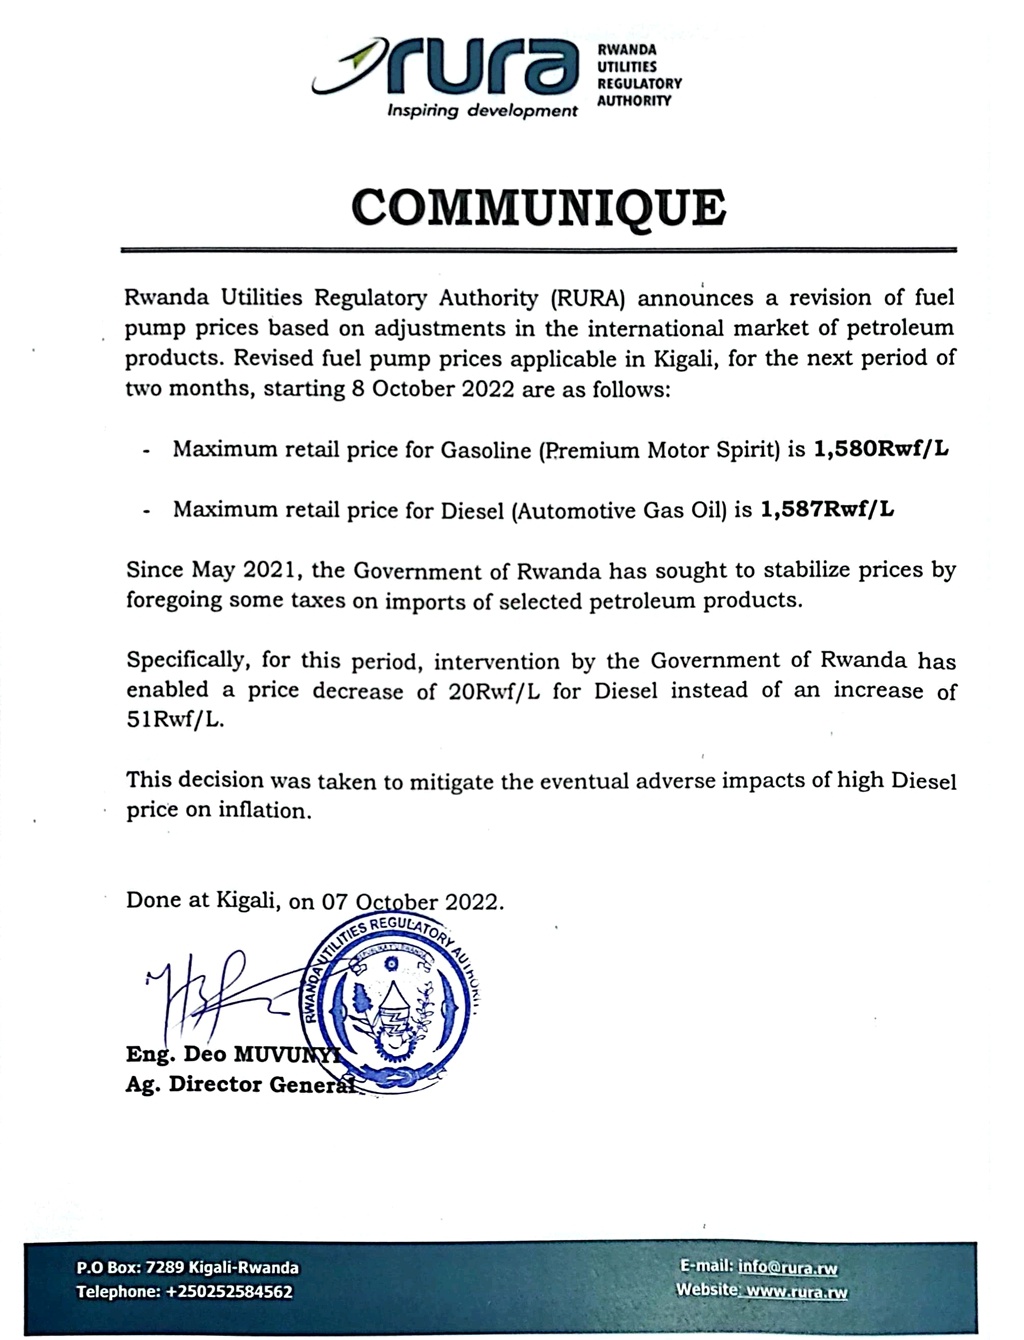 rura
Inspiring development
RWANDA
UTILITIES
REGULATORY
AUTHORITY
COMMUNIQUE
Rwanda Utilities Regulatory Authority (RURA) announces a revision of fuel
pump prices based on adjustments in the international market of petroleum
products. Revised fuel pump prices applicable in Kigali, for the next period of
two months, starting 8 October 2022 are as follows:
- Maximum retail price for Gasoline (Premium Motor Spirit) is 1,580Rwf/L
- Maximum retail price for Diesel (Automotive Gas Oil) is 1,587Rwf/L
Since May 2021, the Government of Rwanda has sought to stabilize prices by
foregoing some taxes on imports of selected petroleum products.
Specifically, for this period, intervention by the Government of Rwanda has
enabled a price decrease of 20Rwf/L for Diesel instead of an increase of
51Rwf/L.
This decision was taken to mitigate the eventual adverse impacts of high Diesel
price on inflation.
Done at Kigali, on 07 October 2022.
RWANDA UTILITIES REGULATORY AUTHORITY
Eng. Deo MUVUNYI
Ag. Director General
P.O Box: 7289 Kigali-Rwanda
Telephone: +250252584562
E-mail: info@rura.rw
Website: www.rura.rw